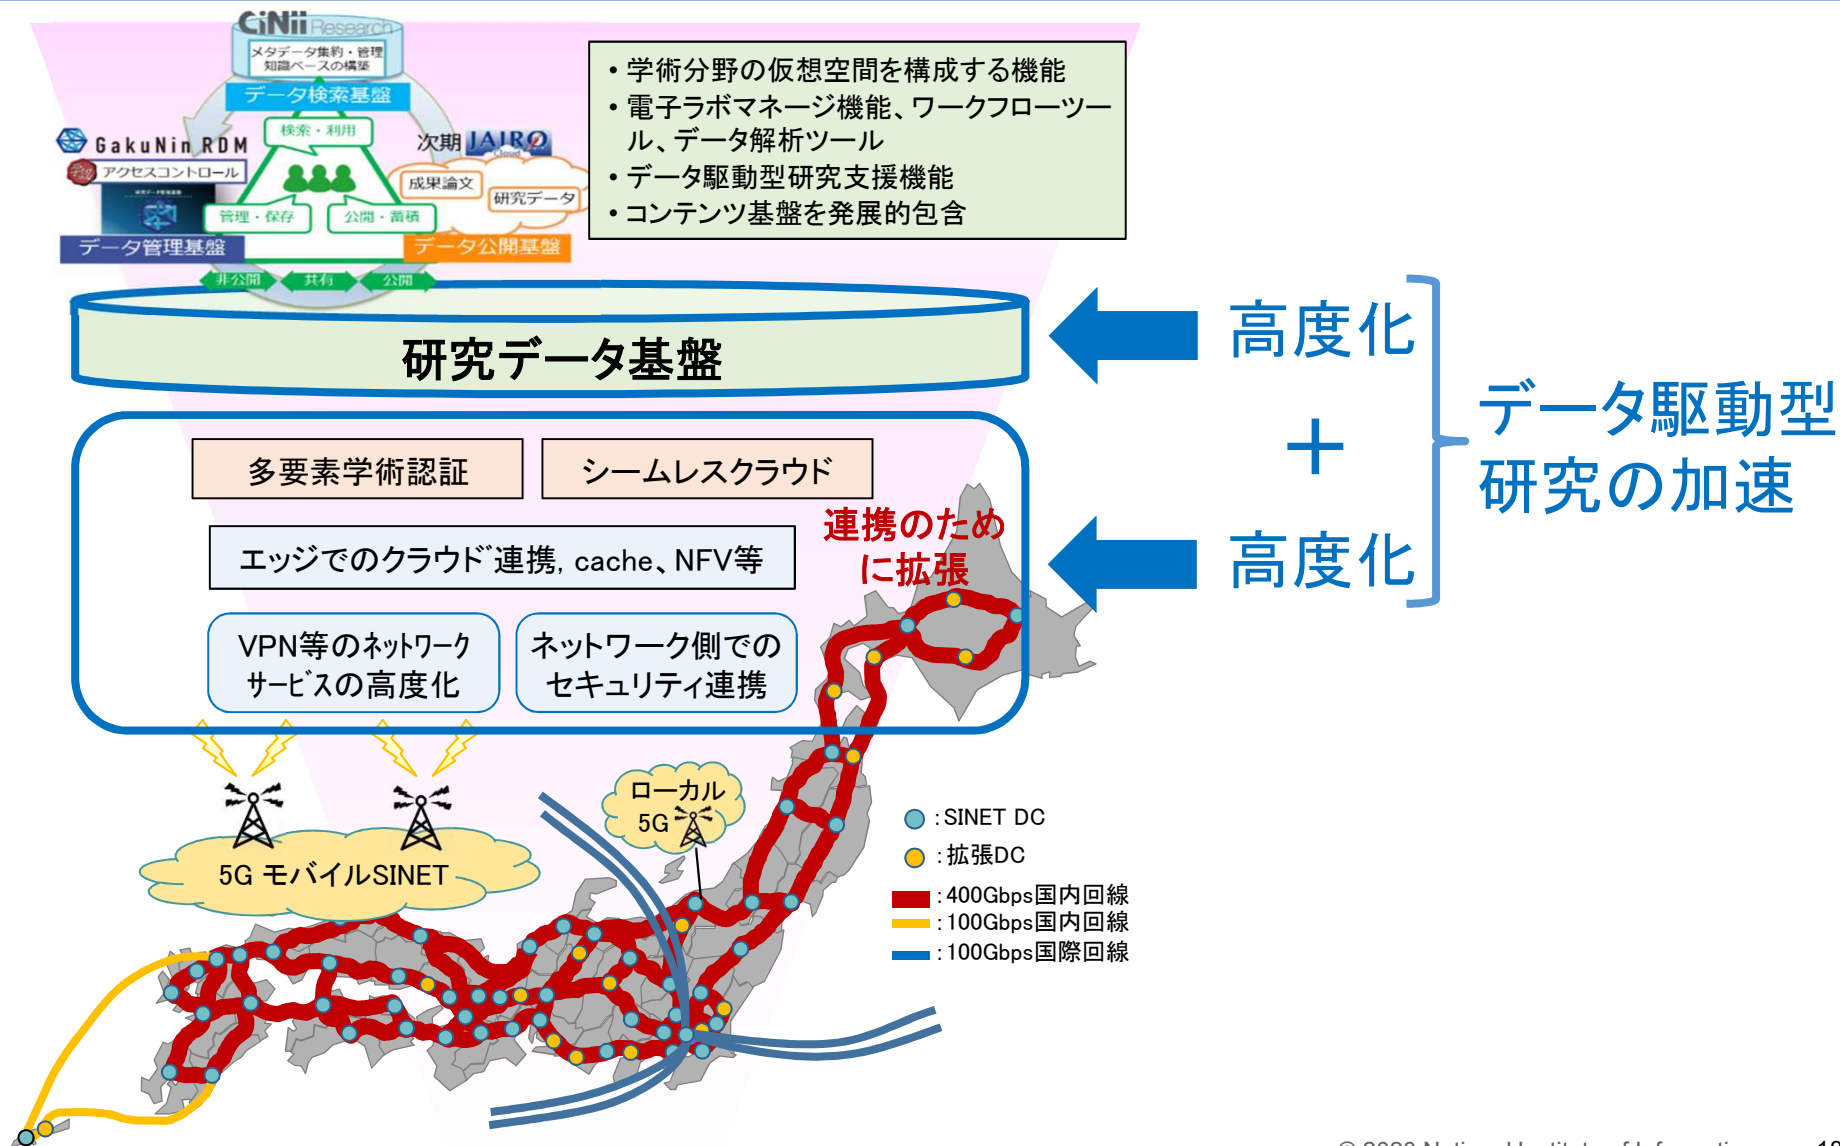 CiNii Research
メタデータ集約・管理
知識ベースの構築
データ検索基盤
検索・利用
GakuNin RDM
アクセスコントロール
次期 JAIRO
Cloud
成果論文
研究データ
管理・保存
公開・蓄積
データ管理基盤
データ公開基盤
非公開
共有
公開
・学術分野の仮想空間を構成する機能
・電子ラボマネージ機能、ワークフローツー
ル、データ解析ツール
・データ駆動型研究支援機能
・コンテンツ基盤を発展的包含
研究データ基盤
高度化
+
高度化
データ駆動型
研究の加速
多要素学術認証
シームレスクラウド
エッジでのクラウド連携, cache、NFV等
連携のため
に拡張
VPN等のネットワーク
サービスの高度化
ネットワーク側での
セキュリティ連携
ローカル
5G
5G モバイルSINET
:SINET DC
:拡張DC
:400Gbps国内回線
:100Gbps国内回線
:100Gbps国際回線